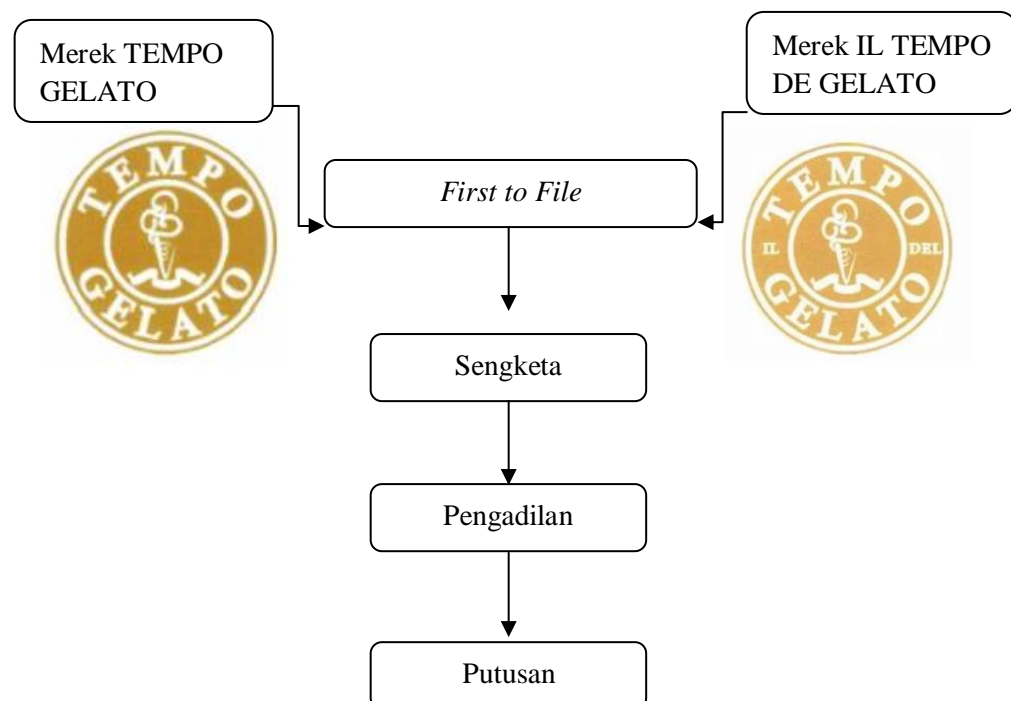 Merek TEMPO
GELATO
Merek IL TEMPO
DE GELATO
TEMPO
GELATO
First to File
TEMPO
IL
DEL
GELATO
Sengketa
Pengadilan
Putusan